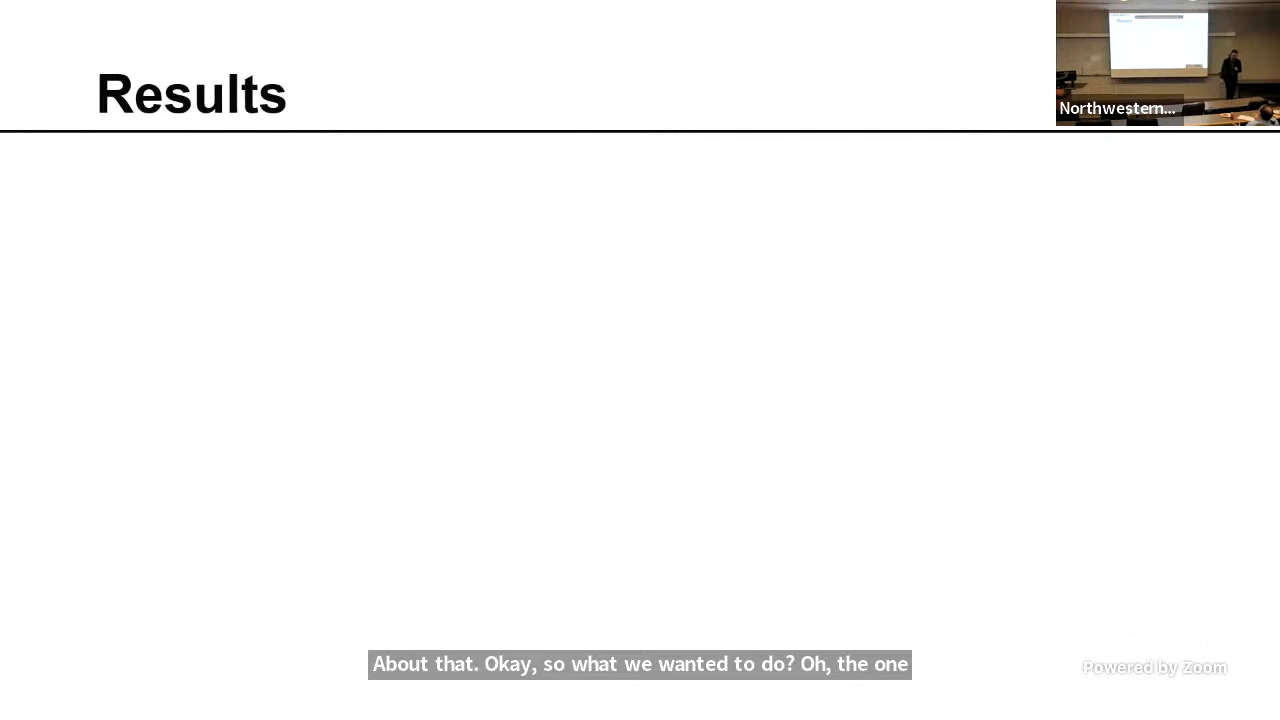 Results
Northwestern...
About that. Okay, so what we wanted to do? Oh, the one
Powered by Zoom